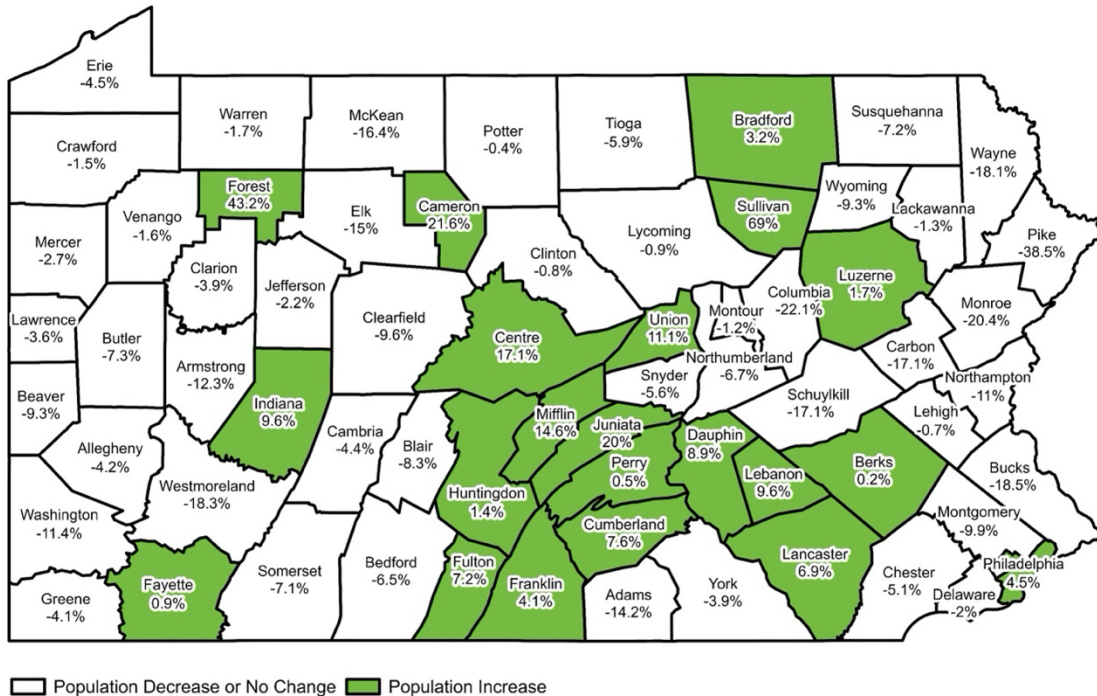 Erie
-4.5%
Warren
-1.7%
McKean
-16.4%
Potter
-0.4%
Tioga
-5.9%
Bradford
3.2%
Susquehanna
-7.2%
Wayne
-18.1%
Crawford
-1.5%
Forest
43.2%
Cameron
21.6%
Sullivan
69%
Wyoming
-9.3%
Lackawanna
-1.3%
Venango
-1.6%
Elk
-15%
Pike
-38.5%
Mercer
-2.7%
Clarion
-3.9%
Clinton
-0.8%
Lycoming
-0.9%
Luzerne
1.7%
Jefferson
-2.2%
Columbia
-22.1%
Monroe
-20.4%
Lawrence
-3.6%
Butler
-7.3%
Clearfield
-9.6%
Centre
17.1%
Union
11.1%
Montour
-1.2%
Carbon
-17.1%
Armstrong
-12.3%
Northumberland
-6.7%
Snyder
-5.6%
Schuylkill
-17.1%
Northampton
-11%
Beaver
-9.3%
Indiana
9.6%
Mifflin
14.6%
Juniata
20%
Lehigh
-0.7%
Allegheny
-4.2%
Cambria
-4.4%
Blair
-8.3%
Dauphin
8.9%
Perry
0.5%
Lebanon
9.6%
Berks
0.2%
Bucks
-18.5%
Westmoreland
-18.3%
Huntingdon
1.4%
Washington
-11.4%
Cumberland
7.6%
Montgomery
-9.9%
Bedford
-6.5%
Fulton
7.2%
Lancaster
6.9%
Philadelphia
4.5%
Fayette
0.9%
Somerset
-7.1%
Franklin
4.1%
York
-3.9%
Chester
-5.1%
Greene
-4.1%
Adams
-14.2%
Delaware
-2%
Population Decrease or No Change Population Increase